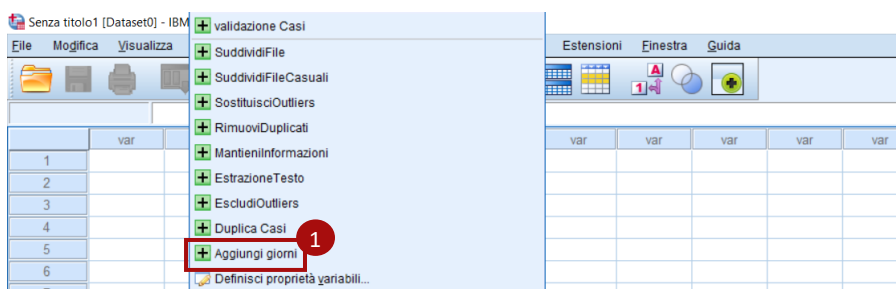 Senza titolo1 [Dataset0] - IBM
File Modifica Visualizza Estensioni Finestra Guida
validazione Casi
SuddividiFile
SuddividiFileCasuali
SostituisciOutliers
RimuoviDuplicati
MantieniInformazioni
EstrazioneTesto
EscludiOutliers
Duplica Casi
Aggiungi giorni
Definisci proprietà variabili...
1
A
1
var var var var var var
1
2
3
4
5
6